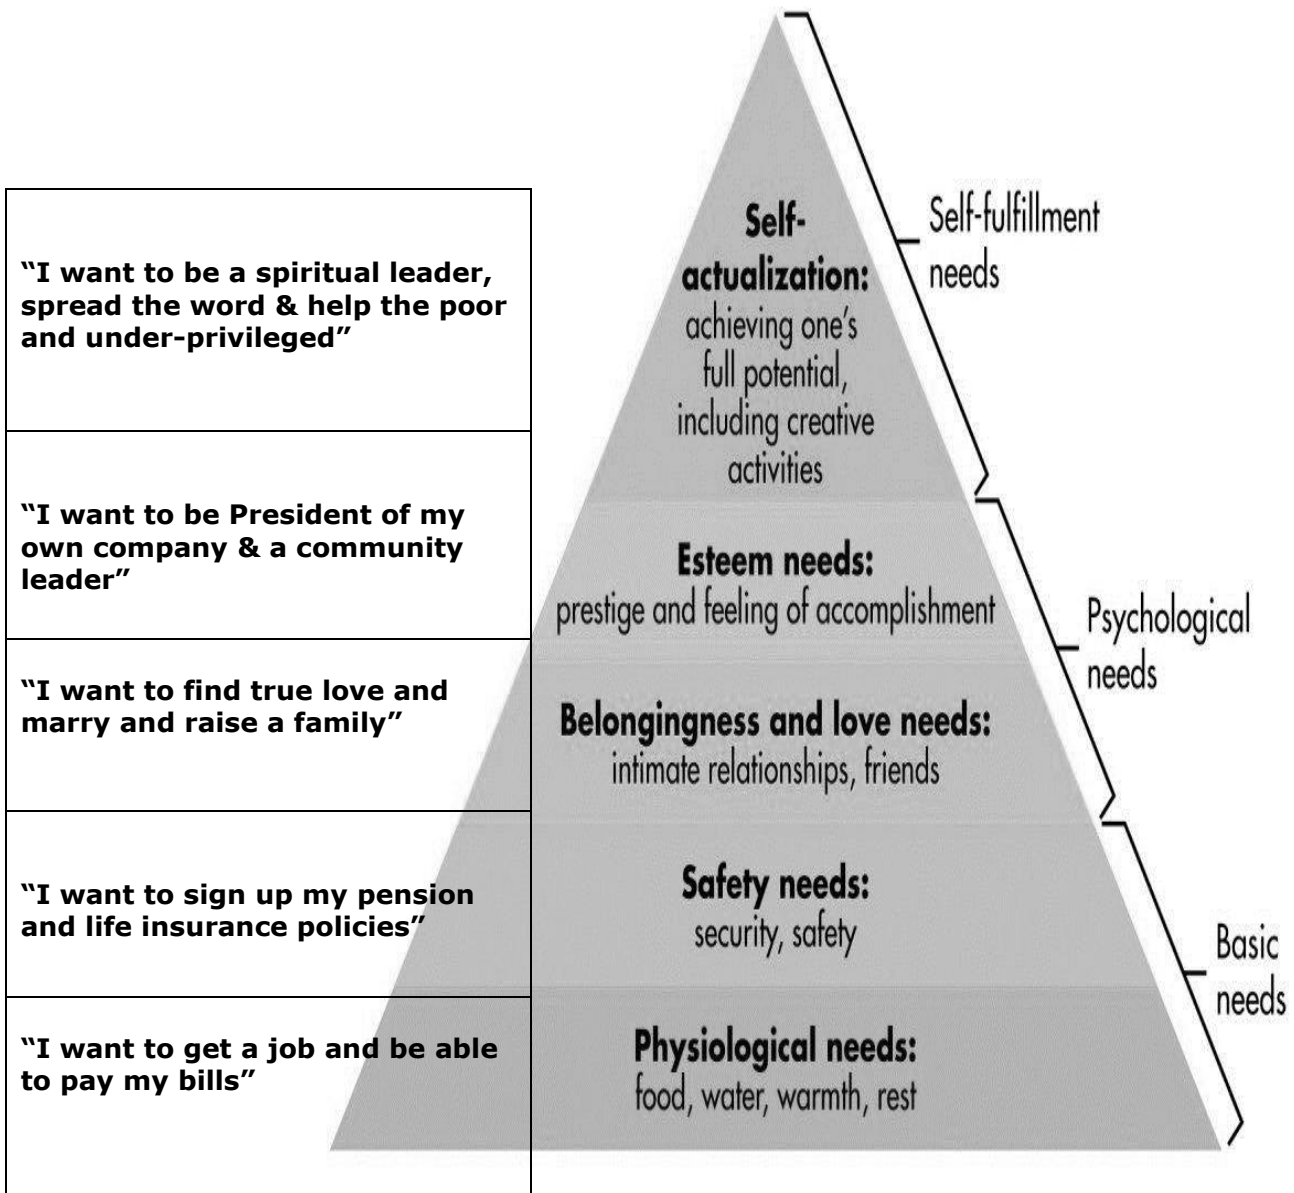 “I want to be a spiritual leader,
spread the word & help the poor
and under-privileged”
“I want to be President of my
own company & a community
leader”
“I want to find true love and
marry and raise a family”
“I want to sign up my pension
and life insurance policies”
“I want to get a job and be able
to pay my bills”
Self-
actualization:
achieving one’s
full potential,
including creative
activities
Esteem needs:
prestige and feeling of accomplishment
Belongingness and love needs:
intimate relationships, friends
Safety needs:
security, safety
Physiological needs:
food, water, warmth, rest
Self-fulfillment
needs
Psychological
needs
Basic
needs